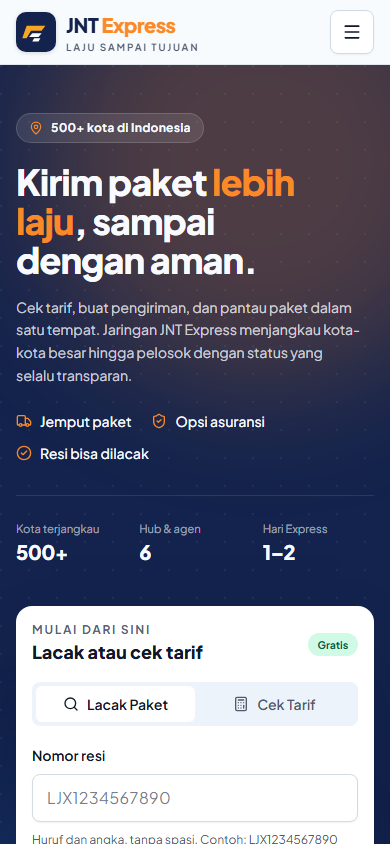 JNT Express
LAJU SAMPAI TUJUAN
500+ kota di Indonesia
Kirim paket lebih
laju, sampai
dengan aman.
Cek tarif, buat pengiriman, dan pantau paket dalam
satu tempat. Jaringan JNT Express menjangkau kota-
kota besar hingga pelosok dengan status yang
selalu transparan.
Jemput paket
Opsi asuransi
Resi bisa dilacak
Kota terjangkau
Hub & agen
Hari Express
500+
6
1–2
MULAI DARI SINI
Lacak atau cek tarif
Gratis
Lacak Paket
Cek Tarif
Nomor resi
LJX1234567890
Huruf dan angka, tanpa spasi. Contoh: LJX1234567890